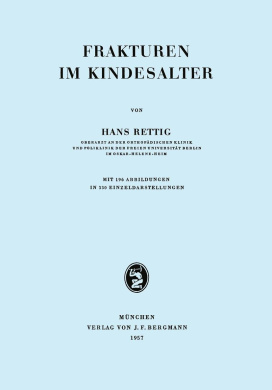 FRAKTUREN
IM KINDESALTER
VON
HANS RETTIG
OBERARZT AN DER ORTHOPÄDISCHEN KLINIK
UND POLIKLINIK DER FREIEN UNIVERSITÄT BERLIN
IM OSKAR-HELENE-HEIM
MIT 190 ABBILDUNGEN
IN 350 EINZELDARSTELLUNGEN
MÜNCHEN
VERLAG VON J. F. BERGMANN
1957